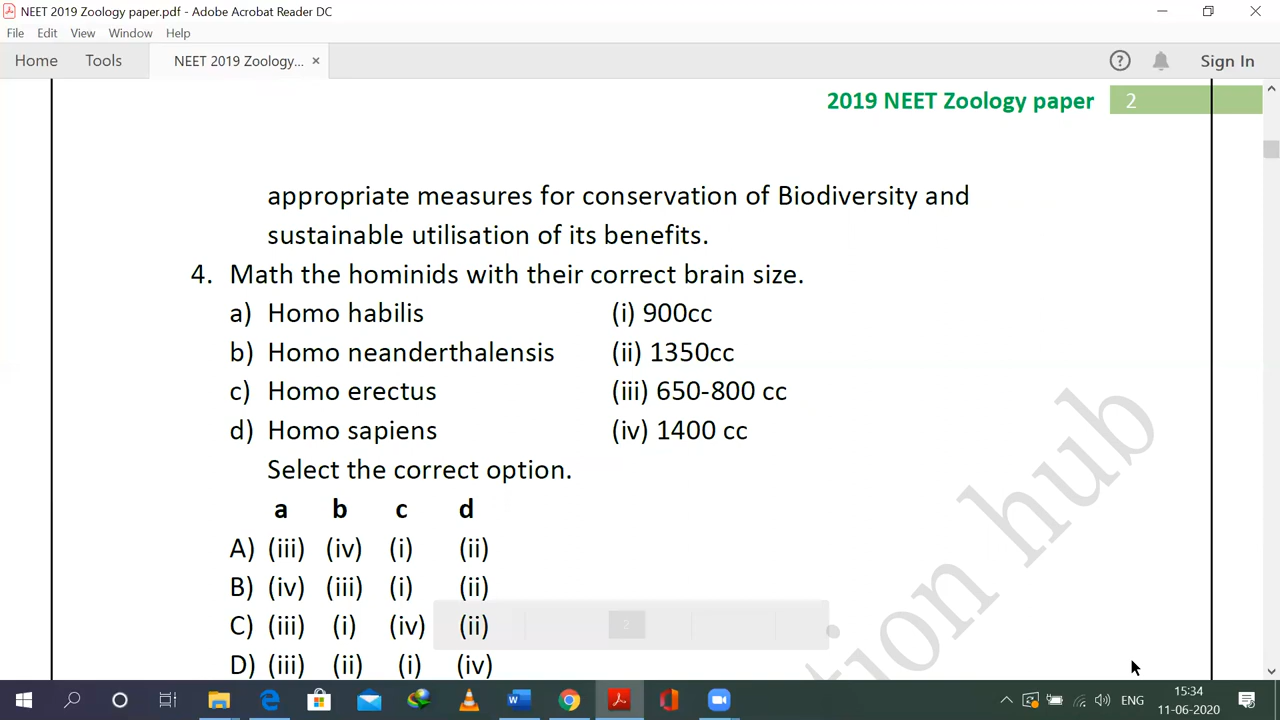 NEET 2019 Zoology paper.pdf - Adobe Acrobat Reader DC
File Edit View Window Help
Home Tools NEET 2019 Zoology... × ? Sign In
2019 NEET Zoology paper 2
appropriate measures for conservation of Biodiversity and
sustainable utilisation of its benefits.
4. Math the hominids with their correct brain size.
a) Homo habilis (i) 900cc
b) Homo neanderthalensis (ii) 1350cc
c) Homo erectus (iii) 650-800 cc
d) Homo sapiens (iv) 1400 cc
Select the correct option.
a b c d
A) (iii) (iv) (i) (ii)
B) (iv) (iii) (i) (ii)
C) (iii) (i) (iv) (ii)
2
D) (iii) (ii) (i) (iv)
hub
ENG
15:34
11-06-2020